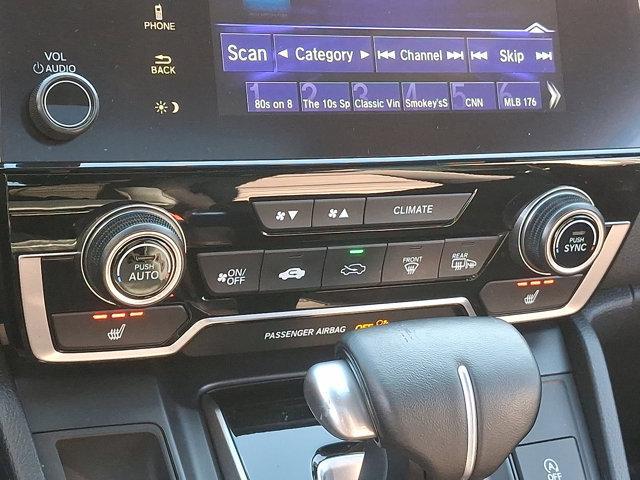 PHONE
VOL
AUDIO
BACK
Scan
Category
Channel
Skip
1 80s on 8
2 The 10s Sp
3 Classic Vin
4 Smokey'sS
5 CNN
6 MLB 176
CLIMATE
PUSH
AUTO
ON/
OFF
FRONT
REAR
PUSH
SYNC
PASSENGER AIRBAG OFF
A
OFF